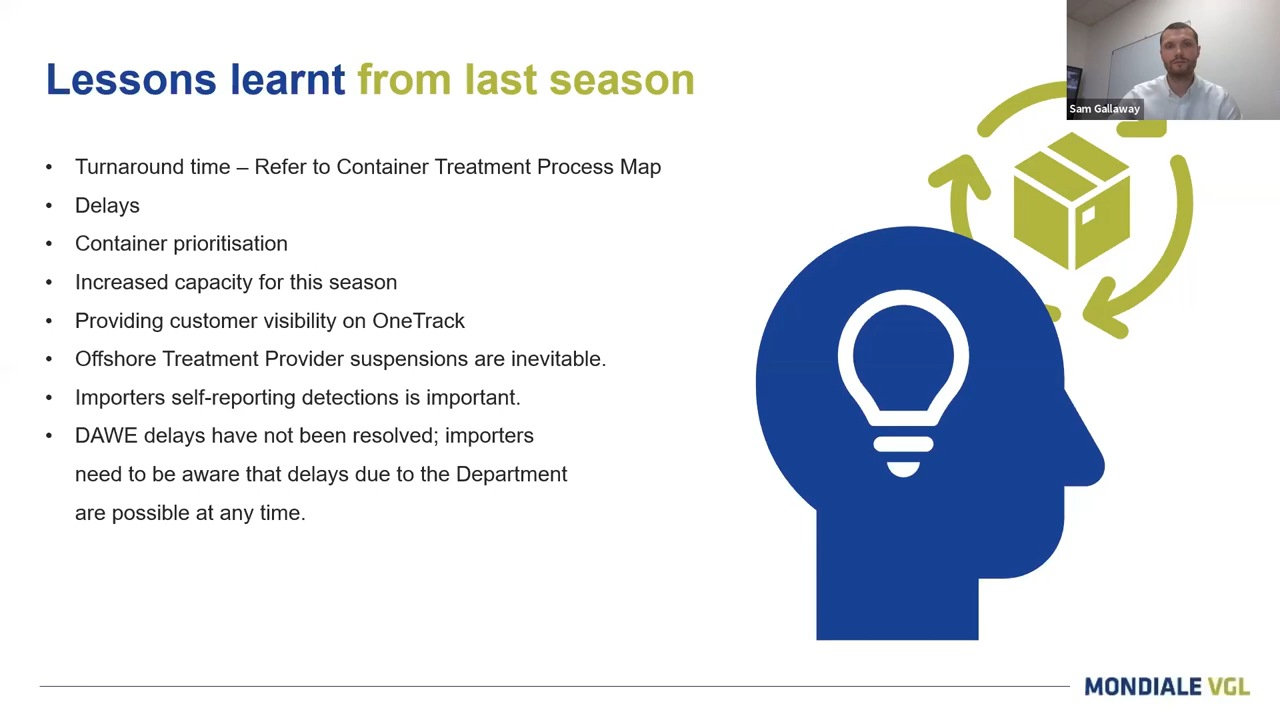 Lessons learnt from last season
Sam Gallaway
• Turnaround time – Refer to Container Treatment Process Map
• Delays
• Container prioritisation
• Increased capacity for this season
• Providing customer visibility on OneTrack
• Offshore Treatment Provider suspensions are inevitable.
• Importers self-reporting detections is important.
• DAWE delays have not been resolved; importers
need to be aware that delays due to the Department
are possible at any time.
MONDIALE VGL